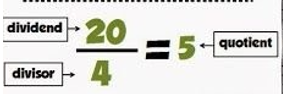 dividend → 20
= 5 ← quotient
divisor → 4